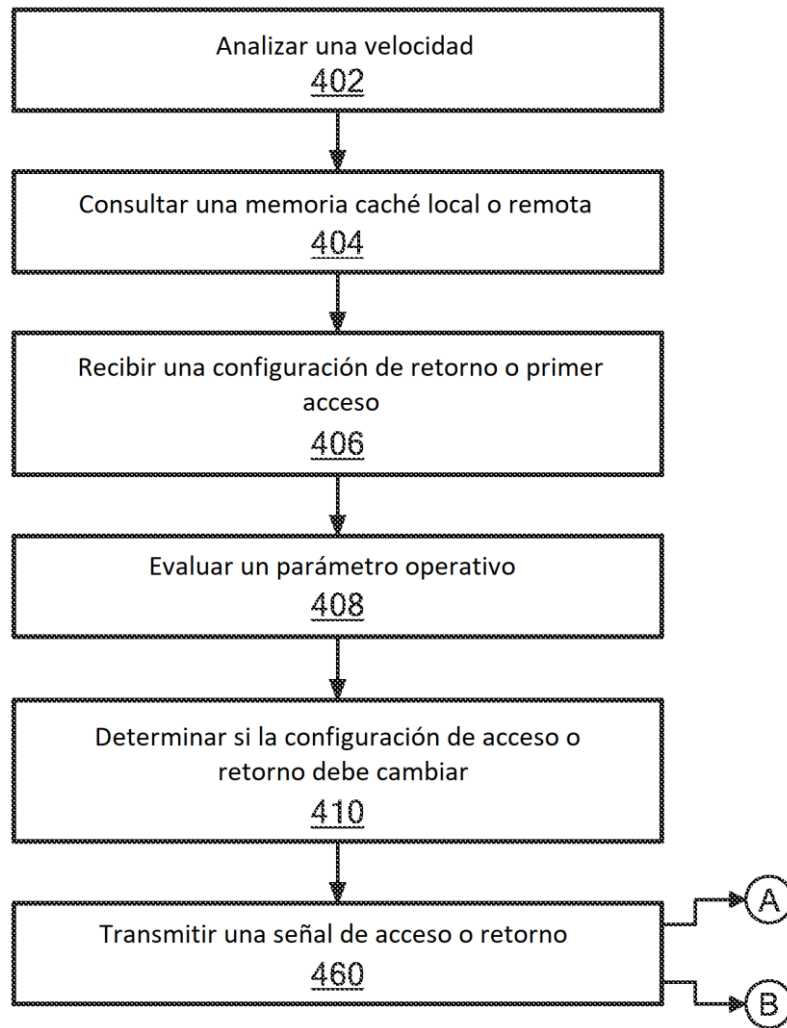 Analizar una velocidad
402
Consultar una memoria caché local o remota
404
Recibir una configuración de retorno o primer
acceso
406
Evaluar un parámetro operativo
408
Determinar si la configuración de acceso o
retorno debe cambiar
410
Transmitir una señal de acceso o retorno
460
A
B